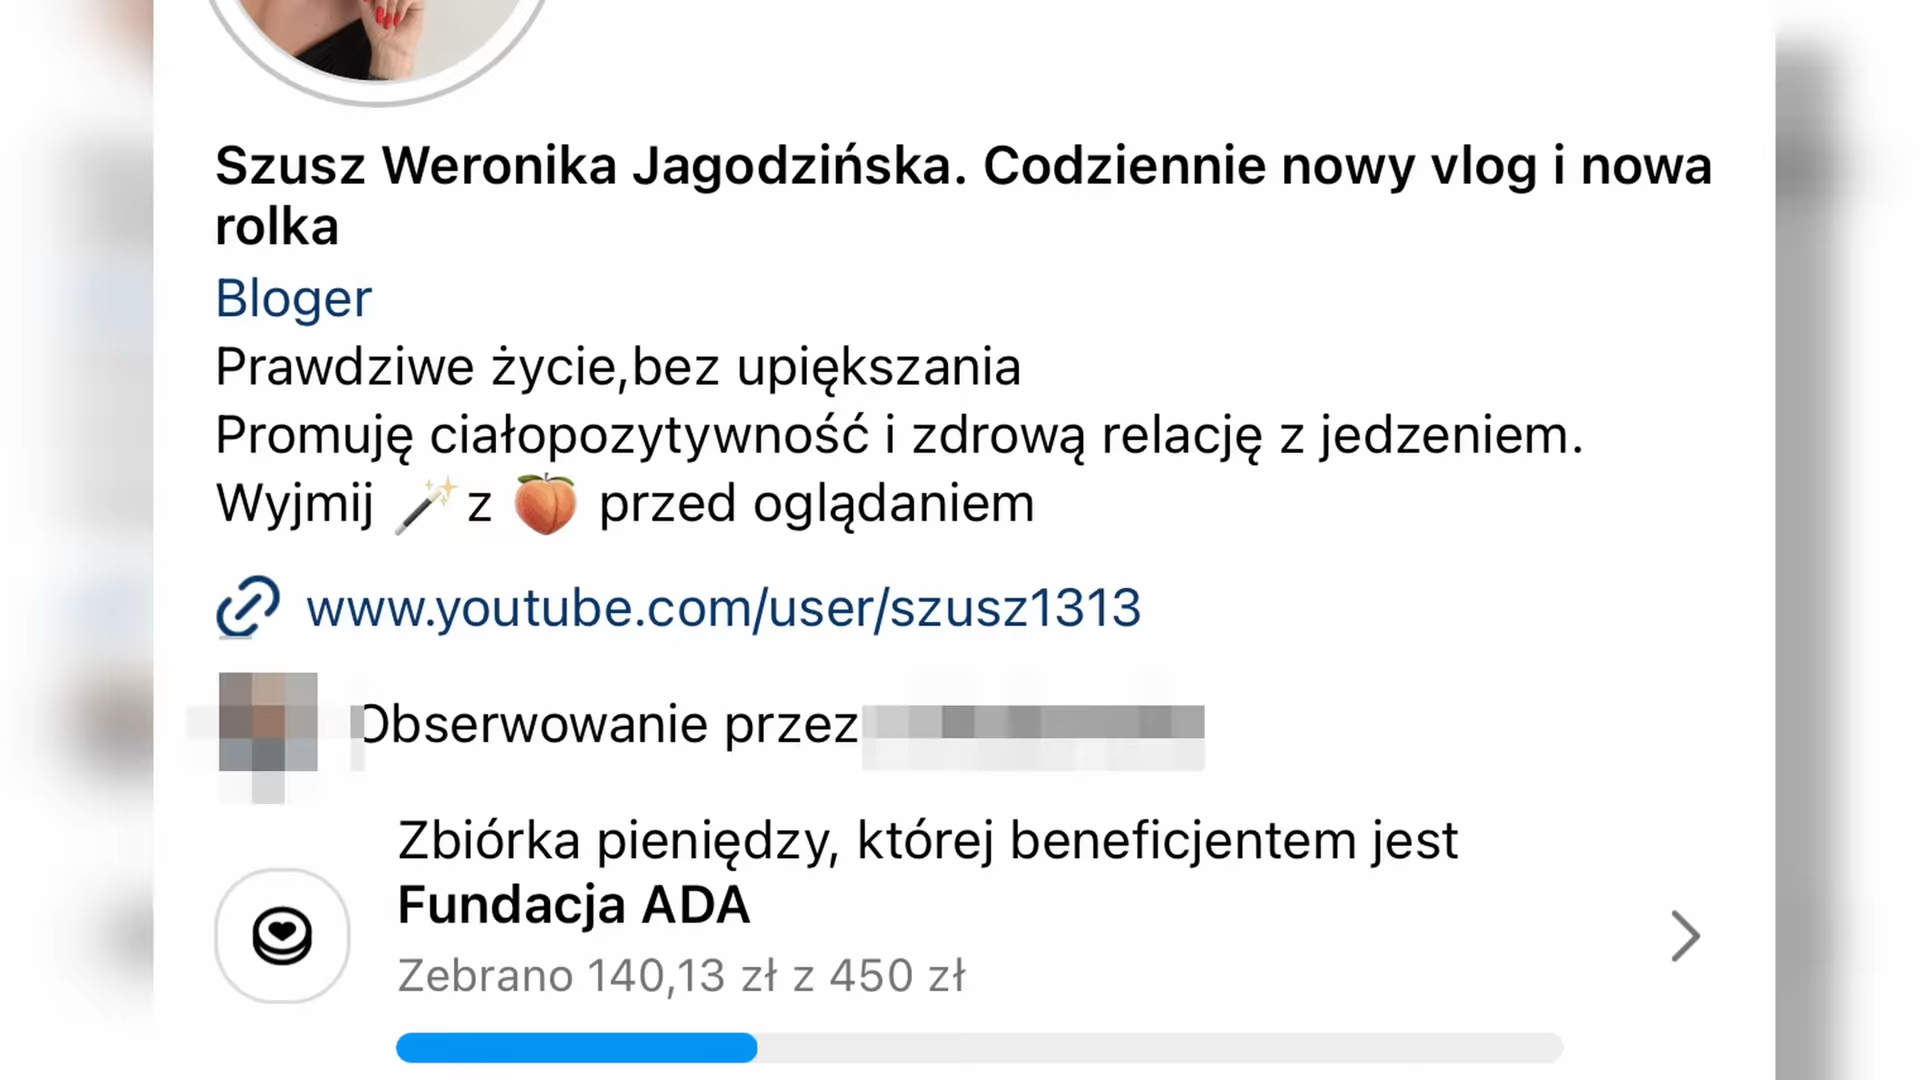 Szusz Weronika Jagodzińska. Codziennie nowy vlog i nowa
rolka
Bloger
Prawdziwe życie,bez upiększania
Promuję ciałopozytywność i zdrową relację z jedzeniem.
Wyjmij 🪄 z 🍑 przed oglądaniem
www.youtube.com/user/szusz1313
Obserwowanie przez
Zbiórka pieniędzy, której beneficjentem jest
Fundacja ADA
Zebrano 140,13 zł z 450 zł